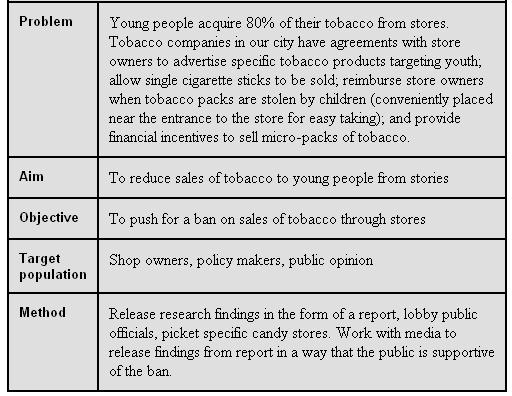 Problem
Young people acquire 80% of their tobacco from stores.
Tobacco companies in our city have agreements with store
owners to advertise specific tobacco products targeting youth;
allow single cigarette sticks to be sold; reimburse store owners
when tobacco packs are stolen by children (conveniently placed
near the entrance to the store for easy taking); and provide
financial incentives to sell micro-packs of tobacco.
Aim
To reduce sales of tobacco to young people from stories
Objective
To push for a ban on sales of tobacco through stores
Target
population
Shop owners, policy makers, public opinion
Method
Release research findings in the form of a report, lobby public
officials, picket specific candy stores. Work with media to
release findings from report in a way that the public is supportive
of the ban.